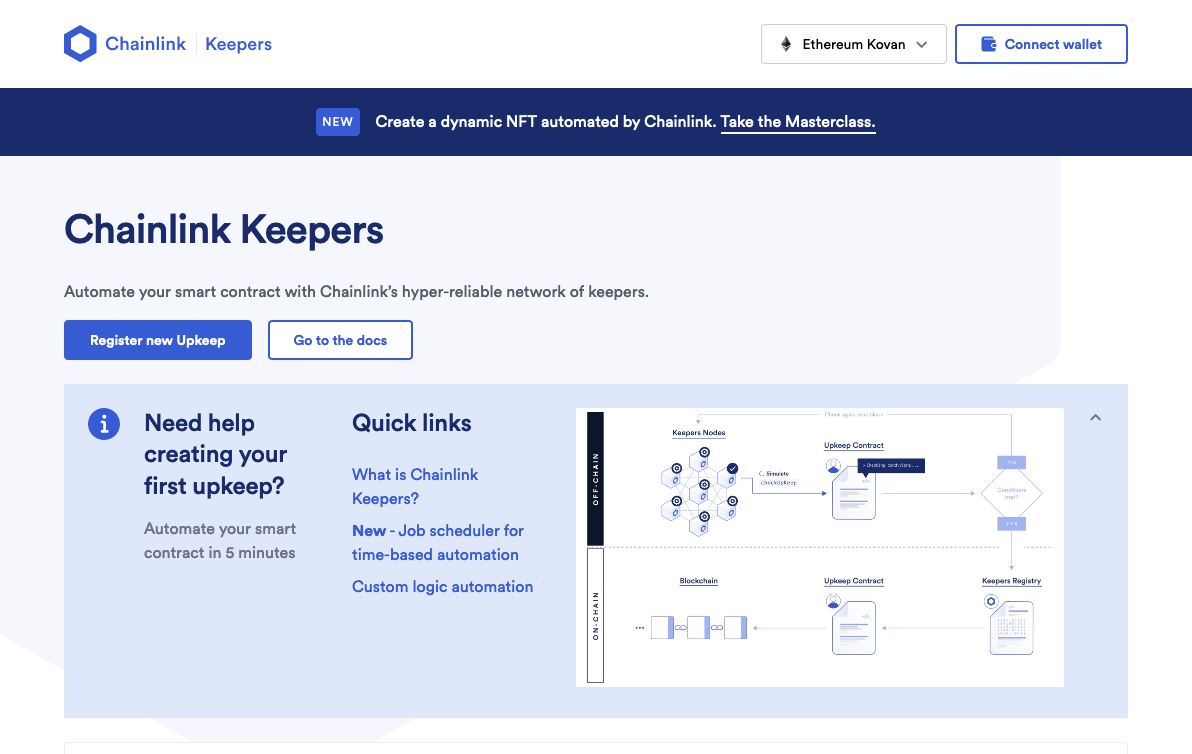 Chainlink | Keepers
Ethereum Kovan
Connect wallet
NEW Create a dynamic NFT automated by Chainlink. Take the Masterclass.
Chainlink Keepers
Automate your smart contract with Chainlink's hyper-reliable network of keepers.
Register new Upkeep
Go to the docs
Need help
creating your
first upkeep?
Automate your smart
contract in 5 minutes
Quick links
What is Chainlink
Keepers?
New - Job scheduler for
time-based automation
Custom logic automation
Check again next block
OFF-CHAIN
Keepers Nodes
Simulate
checkUpKeep
Upkeep Contract
> Checking conditions...
</>
NO
Conditions
met?
YES
ON-CHAIN
Blockchain
...
Upkeep Contract
</>
Keepers Registry
</>